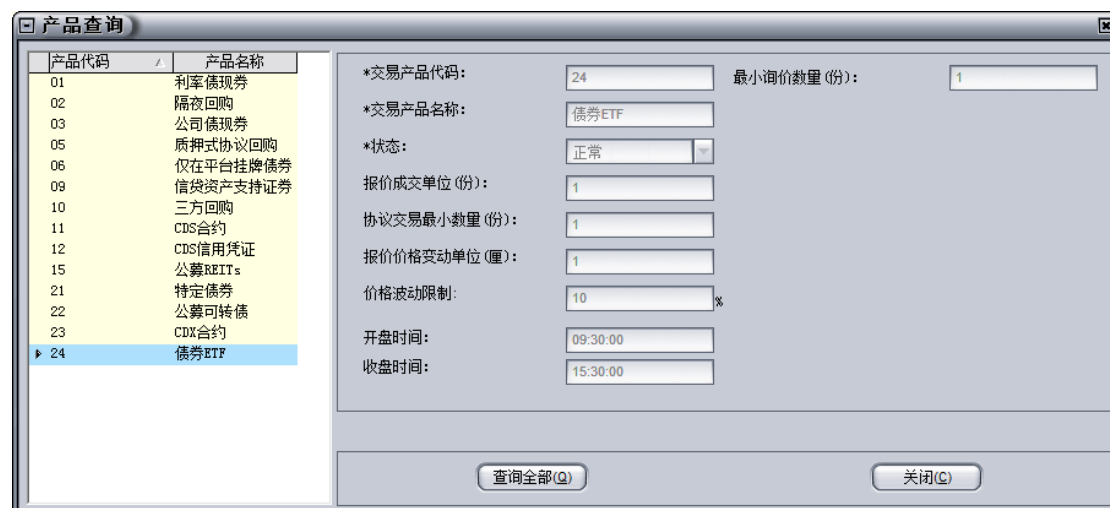 产品查询
产品代码 产品名称
01 利率债现券
02 隔夜回购
03 公司债现券
05 质押式协议回购
06 仅在平台挂牌债券
09 信贷资产支持证券
10 三方回购
11 CDS合约
12 CDS信用凭证
15 公募REITs
21 特定债券
22 公募可转债
23 CDX合约
24 债券ETF
*交易产品代码： 24 最小询价数量(份)： 1
*交易产品名称： 债券ETF
*状态： 正常
报价成交单位(份)： 1
协议交易最小数量(份)： 1
报价价格变动单位(厘)： 1
价格波动限制: 10 %
开盘时间： 09:30:00
收盘时间： 15:30:00
查询全部(Q) 关闭(C)